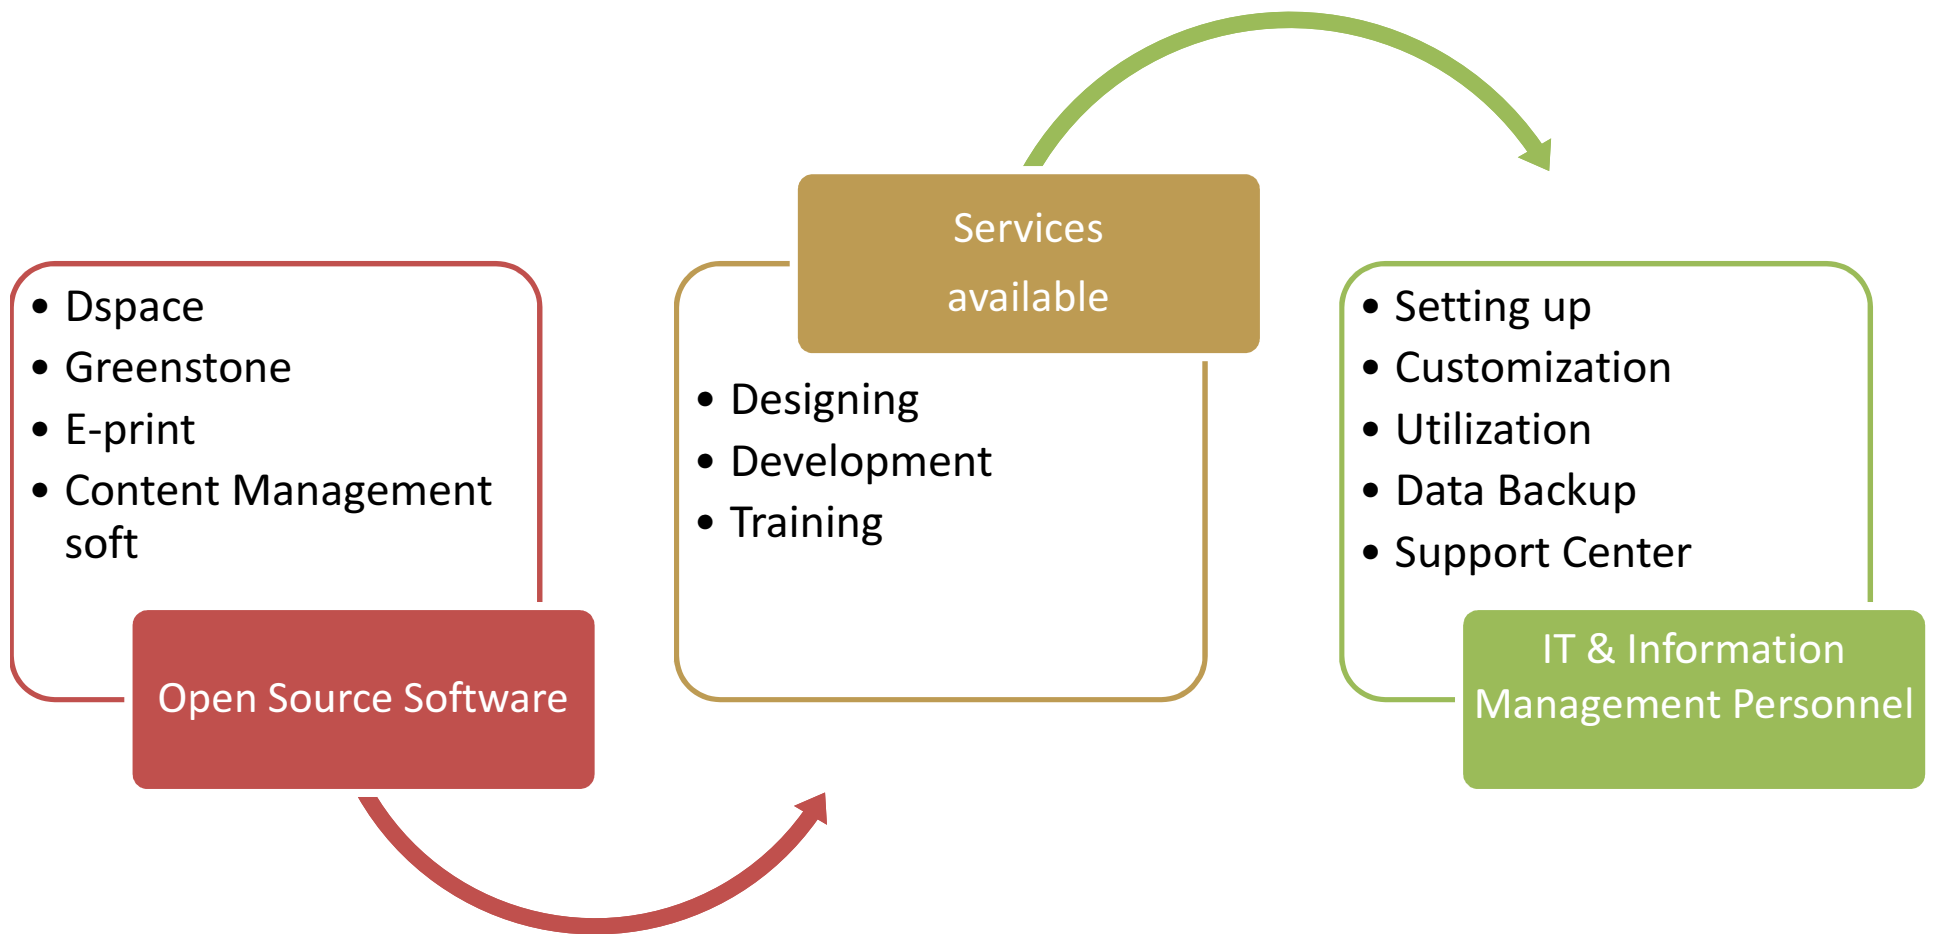 • Dspace
• Greenstone
• E-print
• Content Management
soft
Open Source Software
Services
available
• Designing
• Development
• Training
• Setting up
• Customization
• Utilization
• Data Backup
• Support Center
IT & Information
Management Personnel